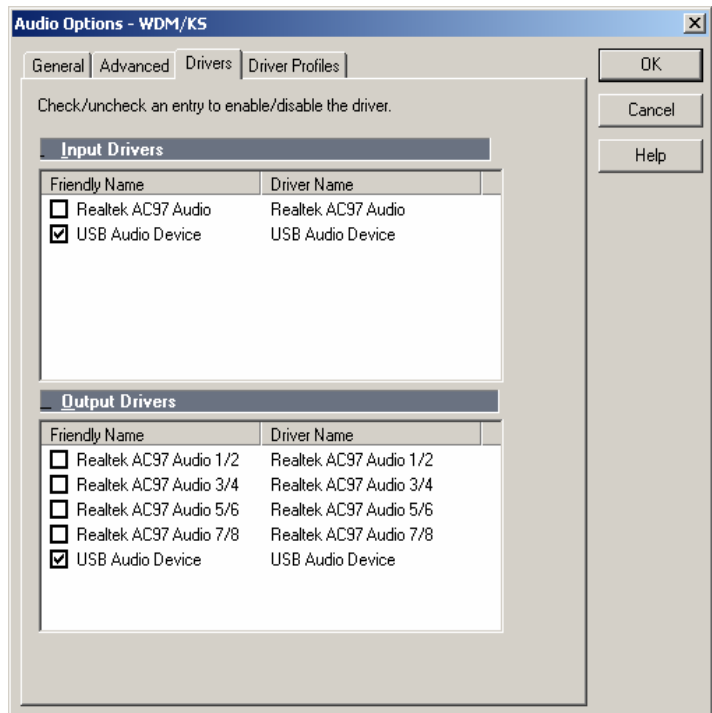 Audio Options - WDM/KS
General Advanced Drivers Driver Profiles
OK
Cancel
Help
Check/uncheck an entry to enable/disable the driver.
Input Drivers
Friendly Name Driver Name
Realtek AC97 Audio Realtek AC97 Audio
USB Audio Device USB Audio Device
Output Drivers
Friendly Name Driver Name
Realtek AC97 Audio 1/2 Realtek AC97 Audio 1/2
Realtek AC97 Audio 3/4 Realtek AC97 Audio 3/4
Realtek AC97 Audio 5/6 Realtek AC97 Audio 5/6
Realtek AC97 Audio 7/8 Realtek AC97 Audio 7/8
USB Audio Device USB Audio Device